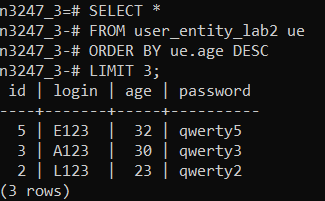 n3247_3=# SELECT *
n3247_3-# FROM user_entity_lab2 ue
n3247_3-# ORDER BY ue.age DESC
n3247_3-# LIMIT 3;
 id | login | age | password
----+-------+-----+----------
  5 | E123  |  32 | qwerty5
  3 | A123  |  30 | qwerty3
  2 | L123  |  23 | qwerty2
(3 rows)